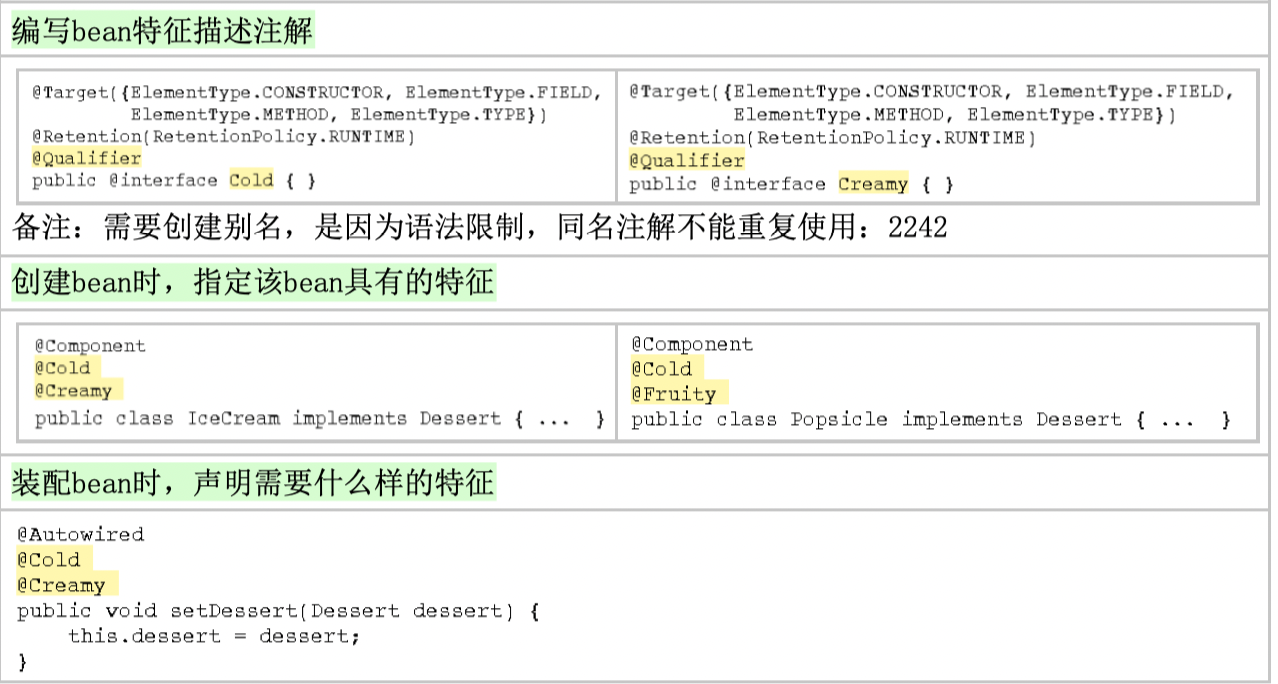 编写bean特征描述注解
@Target({ElementType.CONSTRUCTOR, ElementType.FIELD,
ElementType.METHOD, ElementType.TYPE})
@Retention(RetentionPolicy.RUNTIME)
@Qualifier
public @interface Cold { }
@Target({ElementType.CONSTRUCTOR, ElementType.FIELD,
ElementType.METHOD, ElementType.TYPE})
@Retention(RetentionPolicy.RUNTIME)
@Qualifier
public @interface Creamy { }
备注：需要创建别名，是因为语法限制，同名注解不能重复使用：2242
创建bean时，指定该bean具有的特征
@Component
@Cold
@Creamy
public class IceCream implements Dessert { ... }
@Component
@Cold
@Fruity
public class Popsicle implements Dessert { ... }
装配bean时，声明需要什么样的特征
@Autowired
@Cold
@Creamy
public void setDessert(Dessert dessert) {
this.dessert = dessert;
}